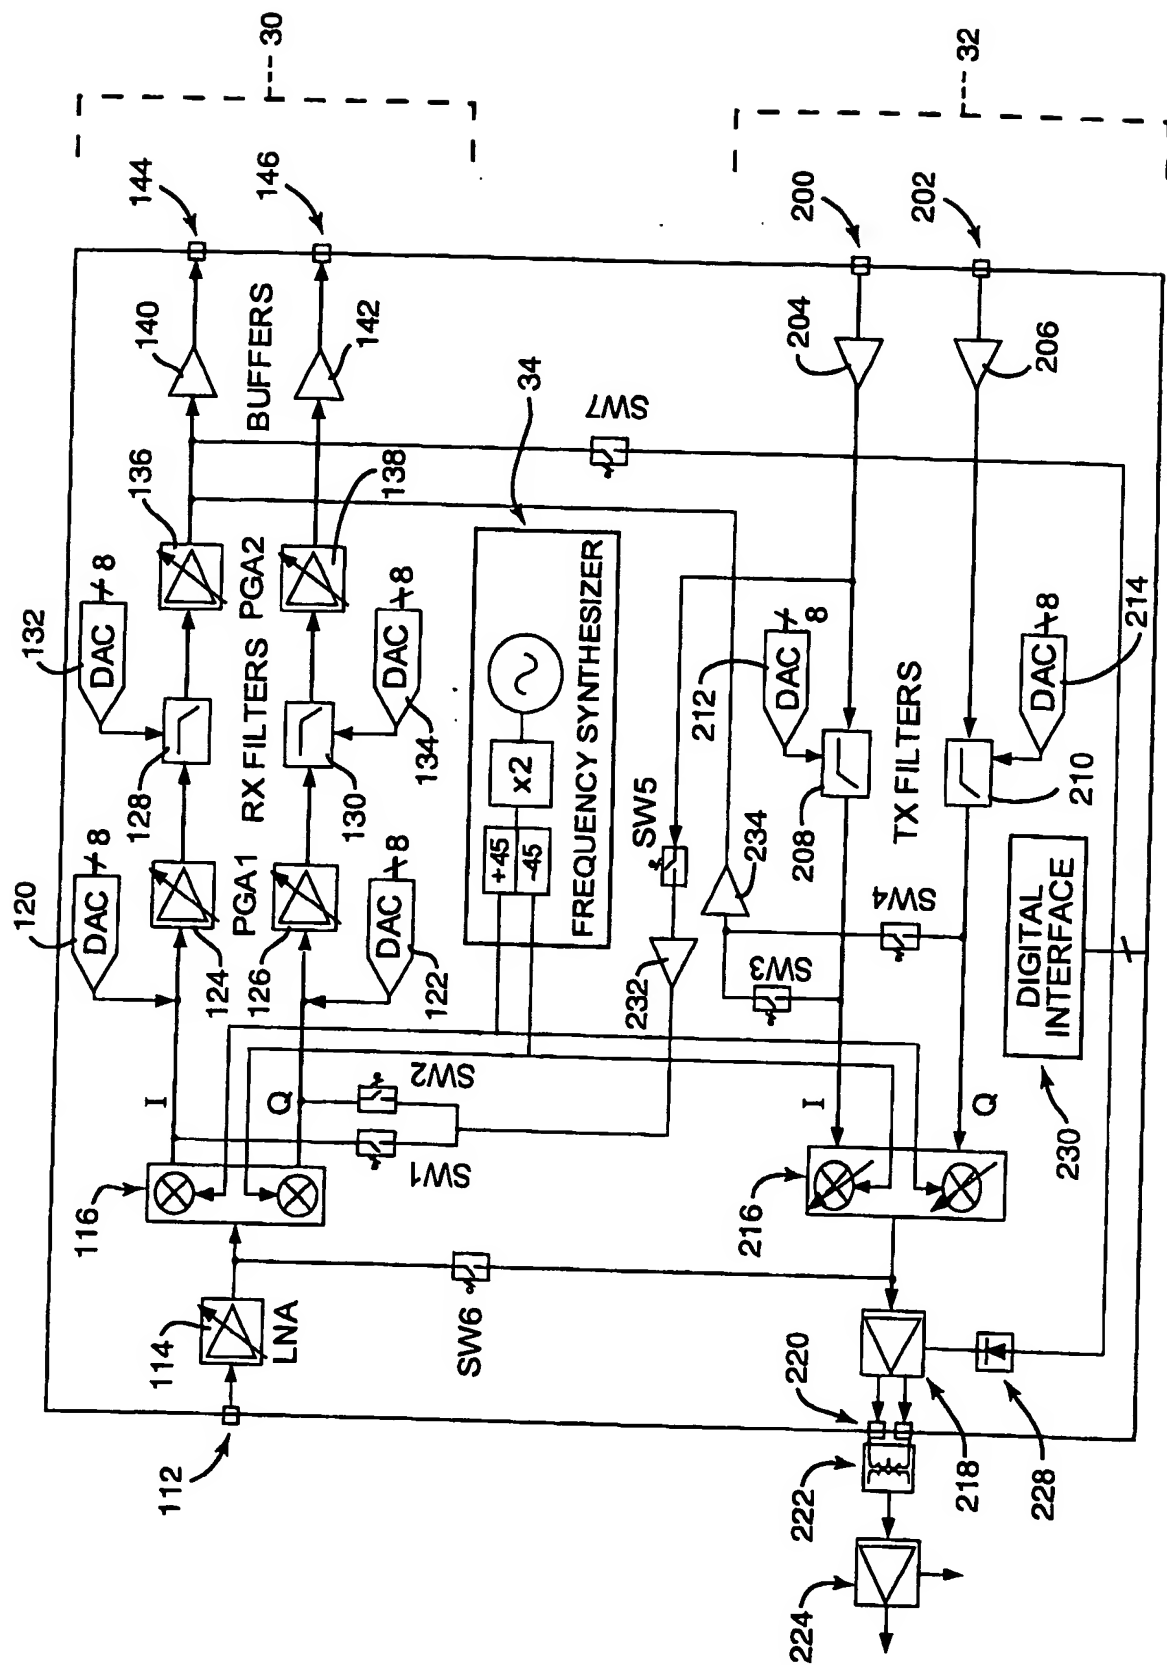 30
32
144
146
200
202
140
BUFFERS
142
204
206
34
SW7
136
PGA2
138
132
DAC
8
RX FILTERS
DAC
8
134
128
130
FREQUENCY SYNTHESIZER
x2
+45
-45
120
DAC
8
PGA1
124
126
DAC
8
122
SW5
212
DAC
8
208
TX FILTERS
DAC
8
214
210
234
232
SW3
SW4
DIGITAL
INTERFACE
230
I
Q
SW2
SW1
116
I
Q
216
114
LNA
SW6
112
220
222
218
228
224